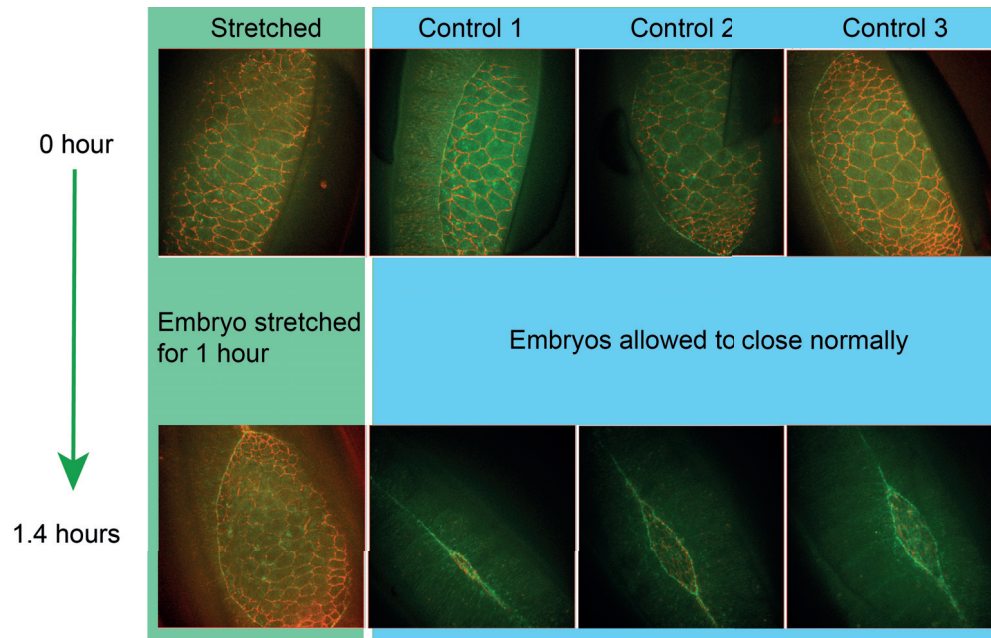 Stretched
Control 1
Control 2
Control 3
0 hour
Embryo stretched
for 1 hour
Embryos allowed to close normally
1.4 hours